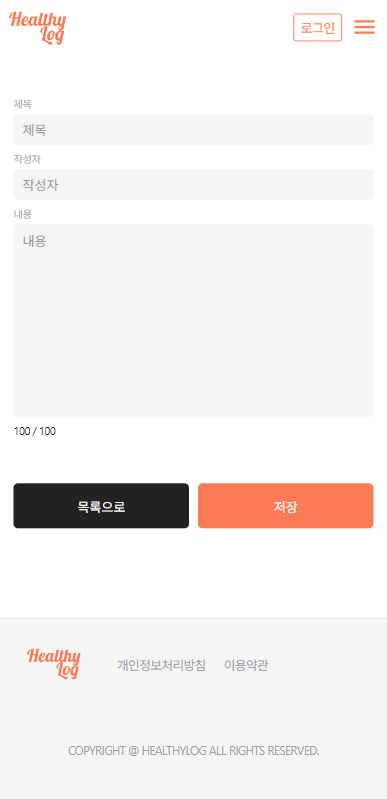 Healthy
Log
로그인
제목
제목
작성자
작성자
내용
내용
100 / 100
목록으로
저장
Healthy
Log
개인정보처리방침
이용약관
COPYRIGHT @ HEALTHYLOG ALL RIGHTS RESERVED.